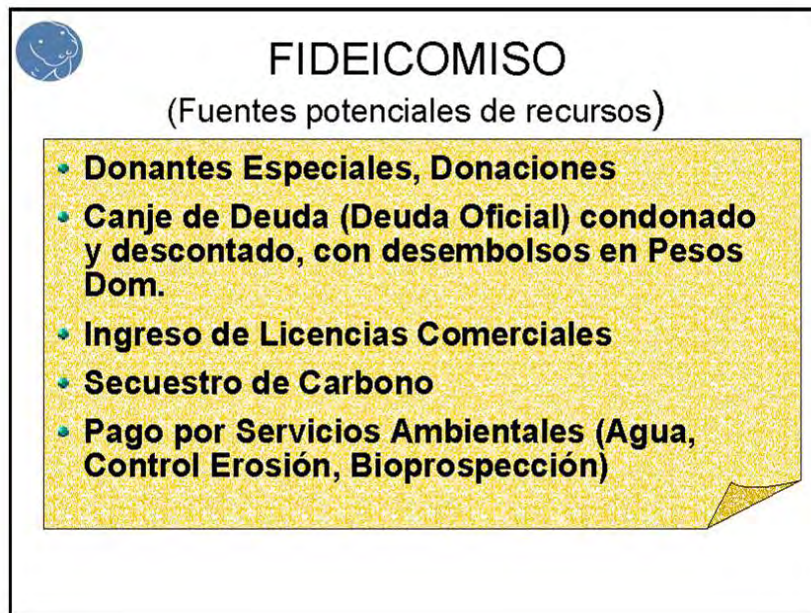 FIDEICOMISO
(Fuentes potenciales de recursos)
Donantes Especiales, Donaciones
Canje de Deuda (Deuda Oficial) condonado
y descontado, con desembolsos en Pesos
Dom.
Ingreso de Licencias Comerciales
Secuestro de Carbono
Pago por Servicios Ambientales (Agua,
Control Erosión, Bioprospección)